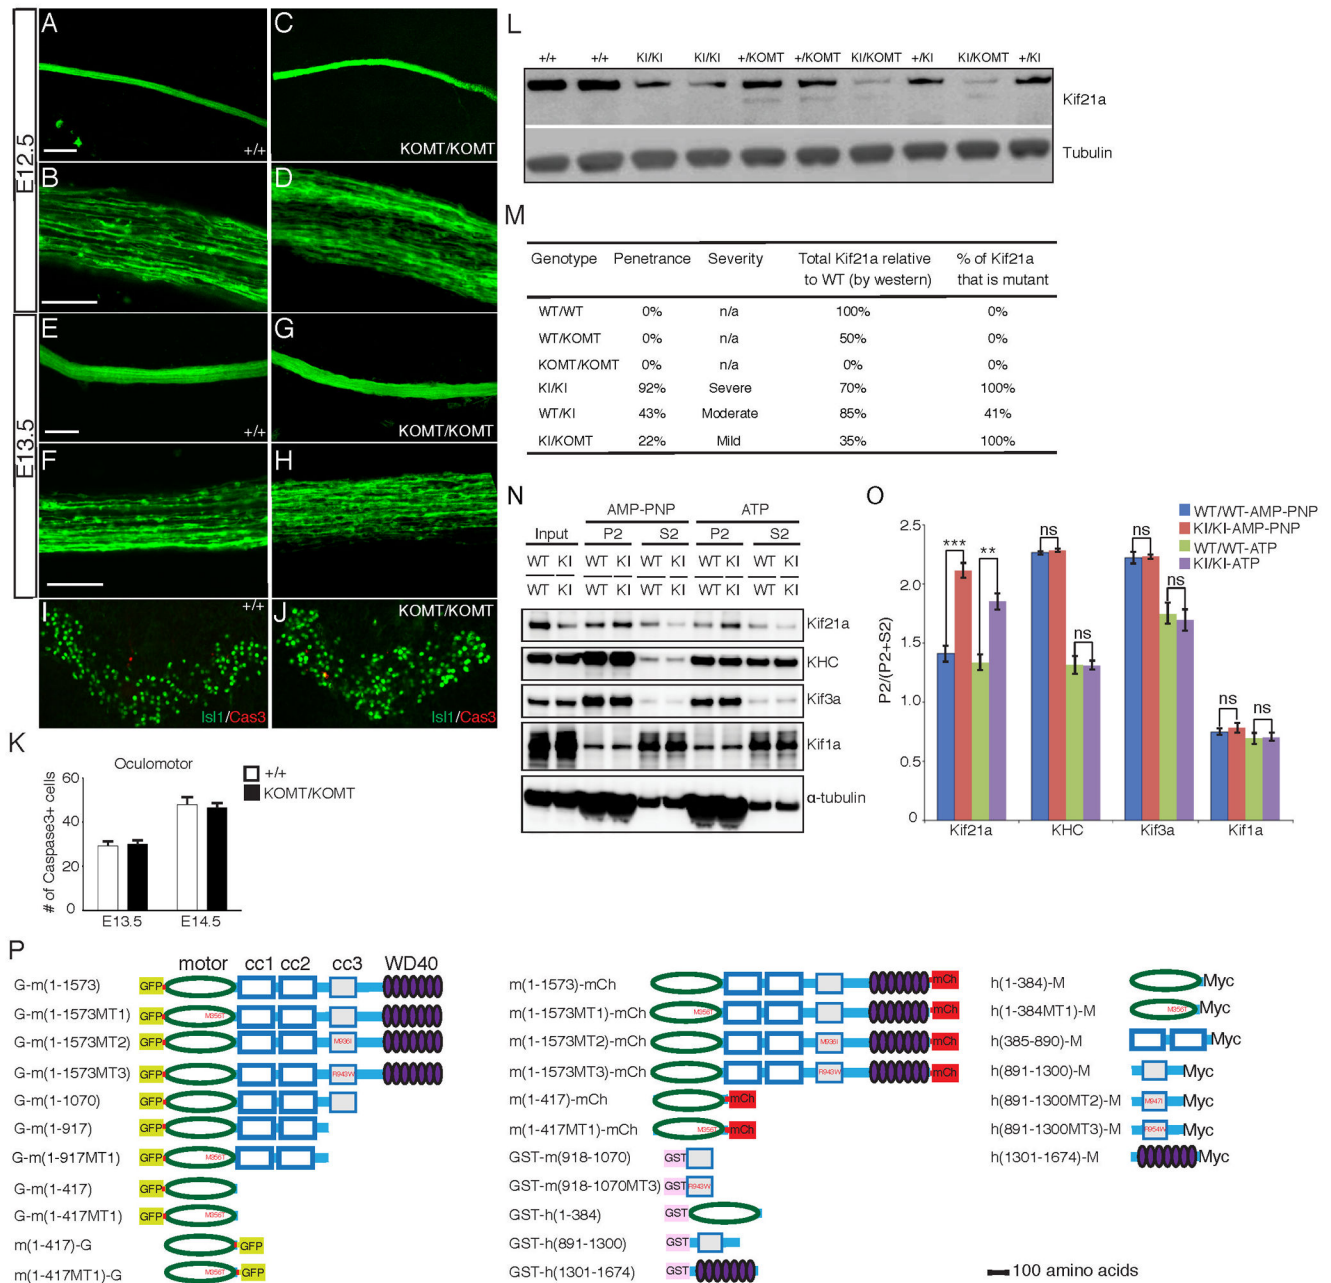 A
C
E12.5
+/+
KOMT/KOMT
B
D
E
G
E13.5
+/+
KOMT/KOMT
F
H
I
+/+
Isl1/Cas3
J
KOMT/KOMT
Isl1/Cas3
K
Oculomotor
+/+
KOMT/KOMT
# of Caspase3+ cells
60
40
20
0
E13.5 E14.5
L
+/+ +/+ KI/KI KI/KI +/KOMT +/KOMT KI/KOMT +/KI KI/KOMT +/KI
Kif21a
Tubulin
M
Genotype Penetrance Severity Total Kif21a relative to WT (by western) % of Kif21a that is mutant
WT/WT 0% n/a 100% 0%
WT/KOMT 0% n/a 50% 0%
KOMT/KOMT 0% n/a 0% 0%
KI/KI 92% Severe 70% 100%
WT/KI 43% Moderate 85% 41%
KI/KOMT 22% Mild 35% 100%
N
AMP-PNP ATP
Input P2 S2 P2 S2
WT KI WT KI WT KI WT KI WT KI
WT KI WT KI WT KI WT KI WT KI
Kif21a
KHC
Kif3a
Kif1a
α-tubulin
O
WT/WT-AMP-PNP
KI/KI-AMP-PNP
WT/WT-ATP
KI/KI-ATP
P2/(P2+S2)
2.5
2.0
1.5
1.0
0.5
0
*** ** ns ns ns ns ns ns
Kif21a KHC Kif3a Kif1a
P
motor cc1 cc2 cc3 WD40
G-m(1-1573) GFP
G-m(1-1573MT1) GFP M356T
G-m(1-1573MT2) GFP M936I
G-m(1-1573MT3) GFP R943W
G-m(1-1070) GFP
G-m(1-917) GFP
G-m(1-917MT1) GFP M356T
G-m(1-417) GFP
G-m(1-417MT1) GFP M356T
m(1-417)-G GFP
m(1-417MT1)-G M356T GFP
m(1-1573)-mCh mCh
m(1-1573MT1)-mCh M356T mCh
m(1-1573MT2)-mCh M936I mCh
m(1-1573MT3)-mCh R943W mCh
m(1-417)-mCh mCh
m(1-417MT1)-mCh M356T mCh
GST-m(918-1070) GST
GST-m(918-1070MT3) GST R943W
GST-h(1-384) GST
GST-h(891-1300) GST
GST-h(1301-1674) GST
h(1-384)-M Myc
h(1-384MT1)-M M356T Myc
h(385-890)-M Myc
h(891-1300)-M Myc
h(891-1300MT2)-M M947I Myc
h(891-1300MT3)-M R954W Myc
h(1301-1674)-M Myc
100 amino acids